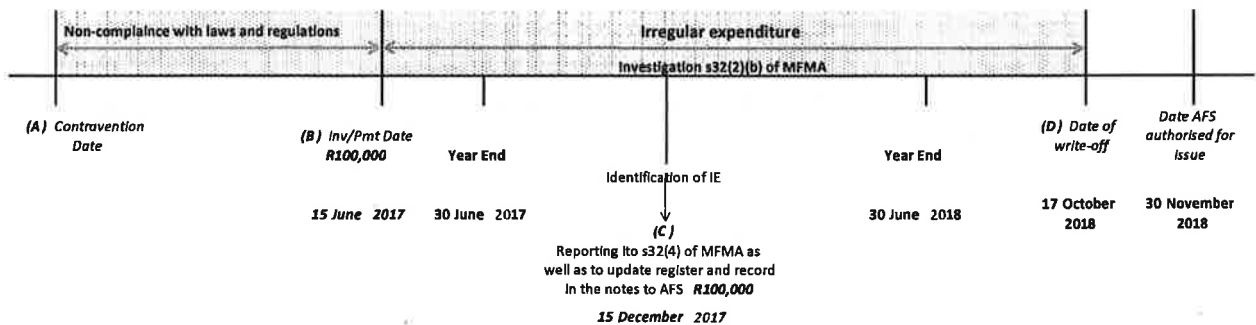 Non-complaince with laws and regulations
Irregular expenditure
Investigation s32(2)(b) of MFMA
(A) Contravention
Date
(B) Inv/Pmt Date
R100,000
15 June 2017
Year End
30 June 2017
Identification of IE
(C)
Reporting ito s32(4) of MFMA as
well as to update register and record
in the notes to AFS R100,000
15 December 2017
Year End
30 June 2018
(D) Date of
write-off
17 October
2018
Date AFS
authorised for
issue
30 November
2018